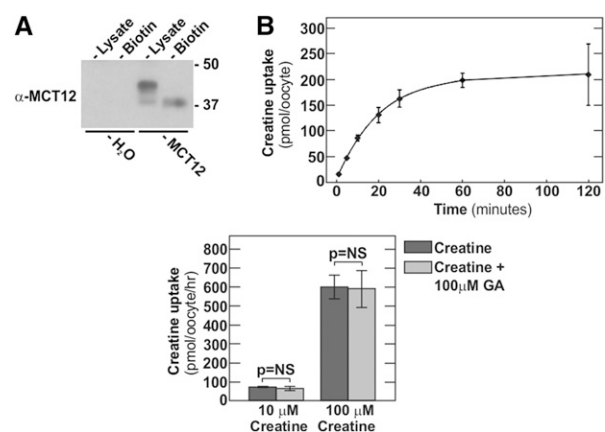 A
- Lysate
- Biotin
- Lysate
- Biotin
- 50
α-MCT12
- 37
- H₂O
- MCT12
B
Creatine uptake
(pmol/oocyte)
300
250
200
150
100
50
0
0 20 40 60 80 100 120
Time (minutes)
Creatine uptake
(pmol/oocyte/hr)
800
700
600
500
400
300
200
100
0
p=NS
p=NS
10 μM
Creatine
100 μM
Creatine
Creatine
Creatine +
100μM GA